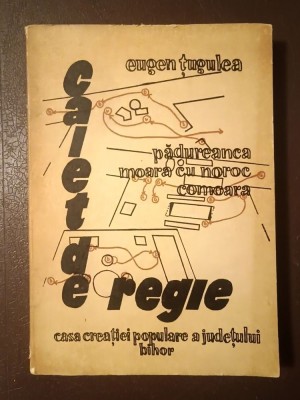 eugen țugulea
caiet de regie
pădureanca
moara cu noroc
comoara
casa creației populare a județului
bihor